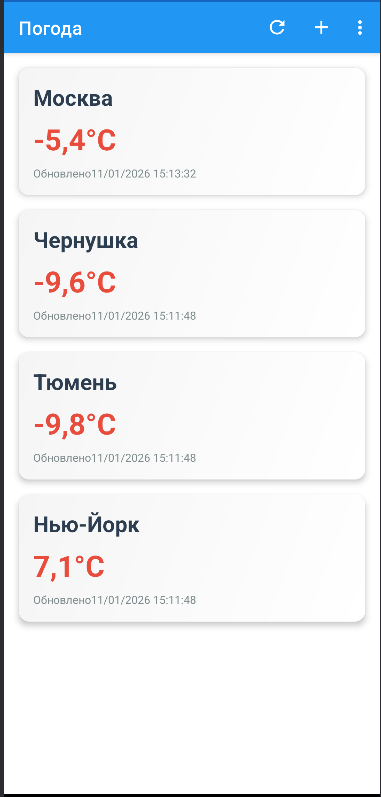 Погода
Москва
-5,4°C
Обновлено11/01/2026 15:13:32
Чернушка
-9,6°C
Обновлено11/01/2026 15:11:48
Тюмень
-9,8°C
Обновлено11/01/2026 15:11:48
Нью-Йорк
7,1°C
Обновлено11/01/2026 15:11:48